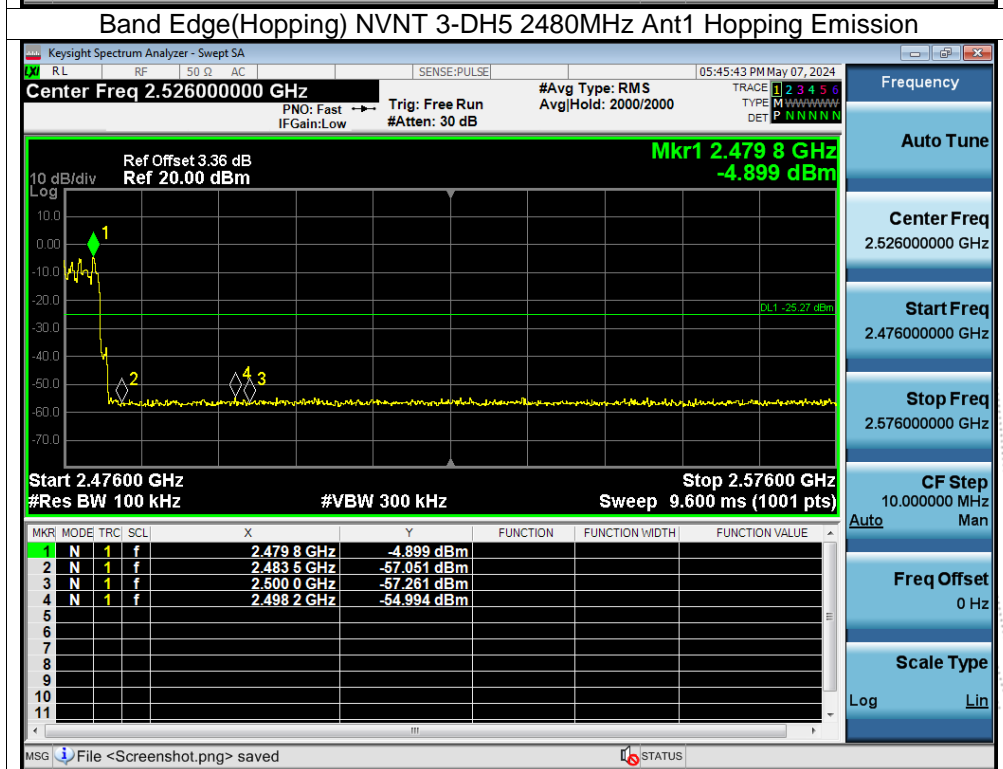 Band Edge(Hopping) NVNT 3-DH5 2480MHz Ant1 Hopping Emission
Keysight Spectrum Analyzer - Swept SA
LXI RL RF 50 Ω AC SENSE:PULSE 05:45:43 PM May 07, 2024
Center Freq 2.526000000 GHz #Avg Type: RMS TRACE 1 2 3 4 5 6
PNO: Fast Trig: Free Run Avg|Hold: 2000/2000 TYPE M WWWWW
IFGain:Low #Atten: 30 dB DET P N N N N N
Mkr1 2.479 8 GHz
-4.899 dBm
Ref Offset 3.36 dB
10 dB/div Ref 20.00 dBm
Log
10.0
1
0.00
-10.0
-20.0
DL1 -25.27 dBm
-30.0
-40.0
-50.0
2 4 3
-60.0
-70.0
Start 2.47600 GHz Stop 2.57600 GHz
#Res BW 100 kHz #VBW 300 kHz Sweep 9.600 ms (1001 pts)
MKR MODE TRC SCL X Y FUNCTION FUNCTION WIDTH FUNCTION VALUE
1 N 1 f 2.479 8 GHz -4.899 dBm
2 N 1 f 2.483 5 GHz -57.051 dBm
3 N 1 f 2.500 0 GHz -57.261 dBm
4 N 1 f 2.498 2 GHz -54.994 dBm
5
6
7
8
9
10
11
MSG File <Screenshot.png> saved STATUS
Frequency
Auto Tune
Center Freq
2.526000000 GHz
Start Freq
2.476000000 GHz
Stop Freq
2.576000000 GHz
CF Step
10.000000 MHz
Auto Man
Freq Offset
0 Hz
Scale Type
Log Lin